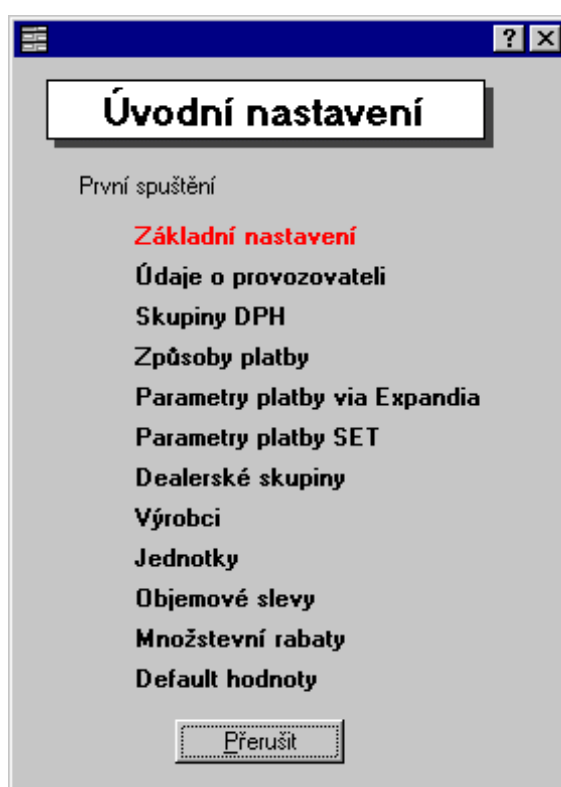 Úvodní nastavení
První spuštění
Základní nastavení
Údaje o provozovateli
Skupiny DPH
Způsoby platby
Parametry platby via Expandia
Parametry platby SET
Dealerské skupiny
Výrobci
Jednotky
Objemové slevy
Množstevní rabaty
Default hodnoty
Přerušit